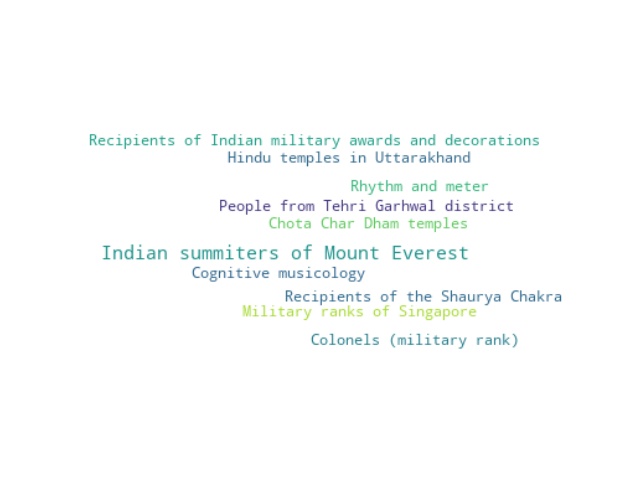 Recipients of Indian military awards and decorations
Hindu temples in Uttarakhand
Rhythm and meter
People from Tehri Garhwal district
Chota Char Dham temples
Indian summiters of Mount Everest
Cognitive musicology
Recipients of the Shaurya Chakra
Military ranks of Singapore
Colonels (military rank)